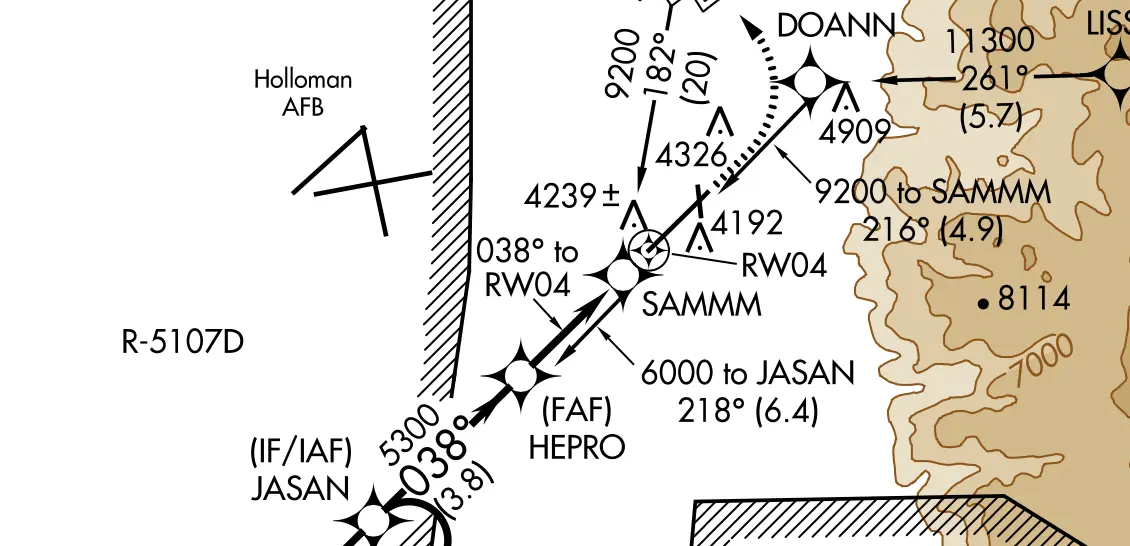 DOANN
LISS
11300
261°
(5.7)
9200
182°
(20)
Holloman
AFB
4909
4326
9200 to SAMMM
216° (4.9)
4239 ±
4192
038° to
RW04
RW04
SAMMM
8114
R-5107D
7000
6000 to JASAN
218° (6.4)
(FAF)
HEPRO
5300
038°
(3.8)
(IF/IAF)
JASAN